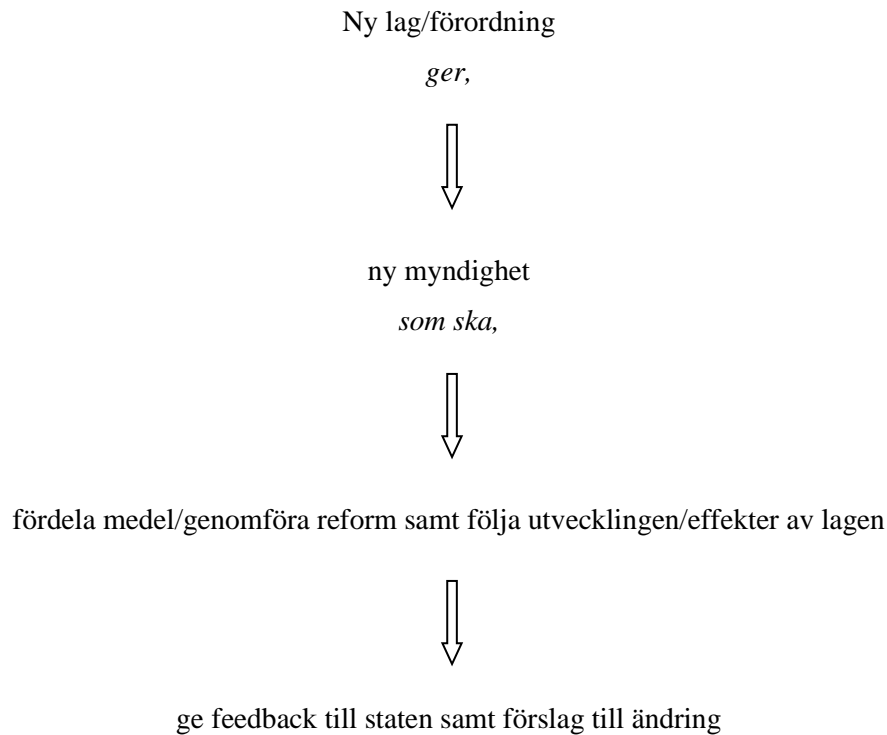 Ny lag/förordning
ger,
ny myndighet
som ska,
fördela medel/genomföra reform samt följa utvecklingen/effekter av lagen
ge feedback till staten samt förslag till ändring